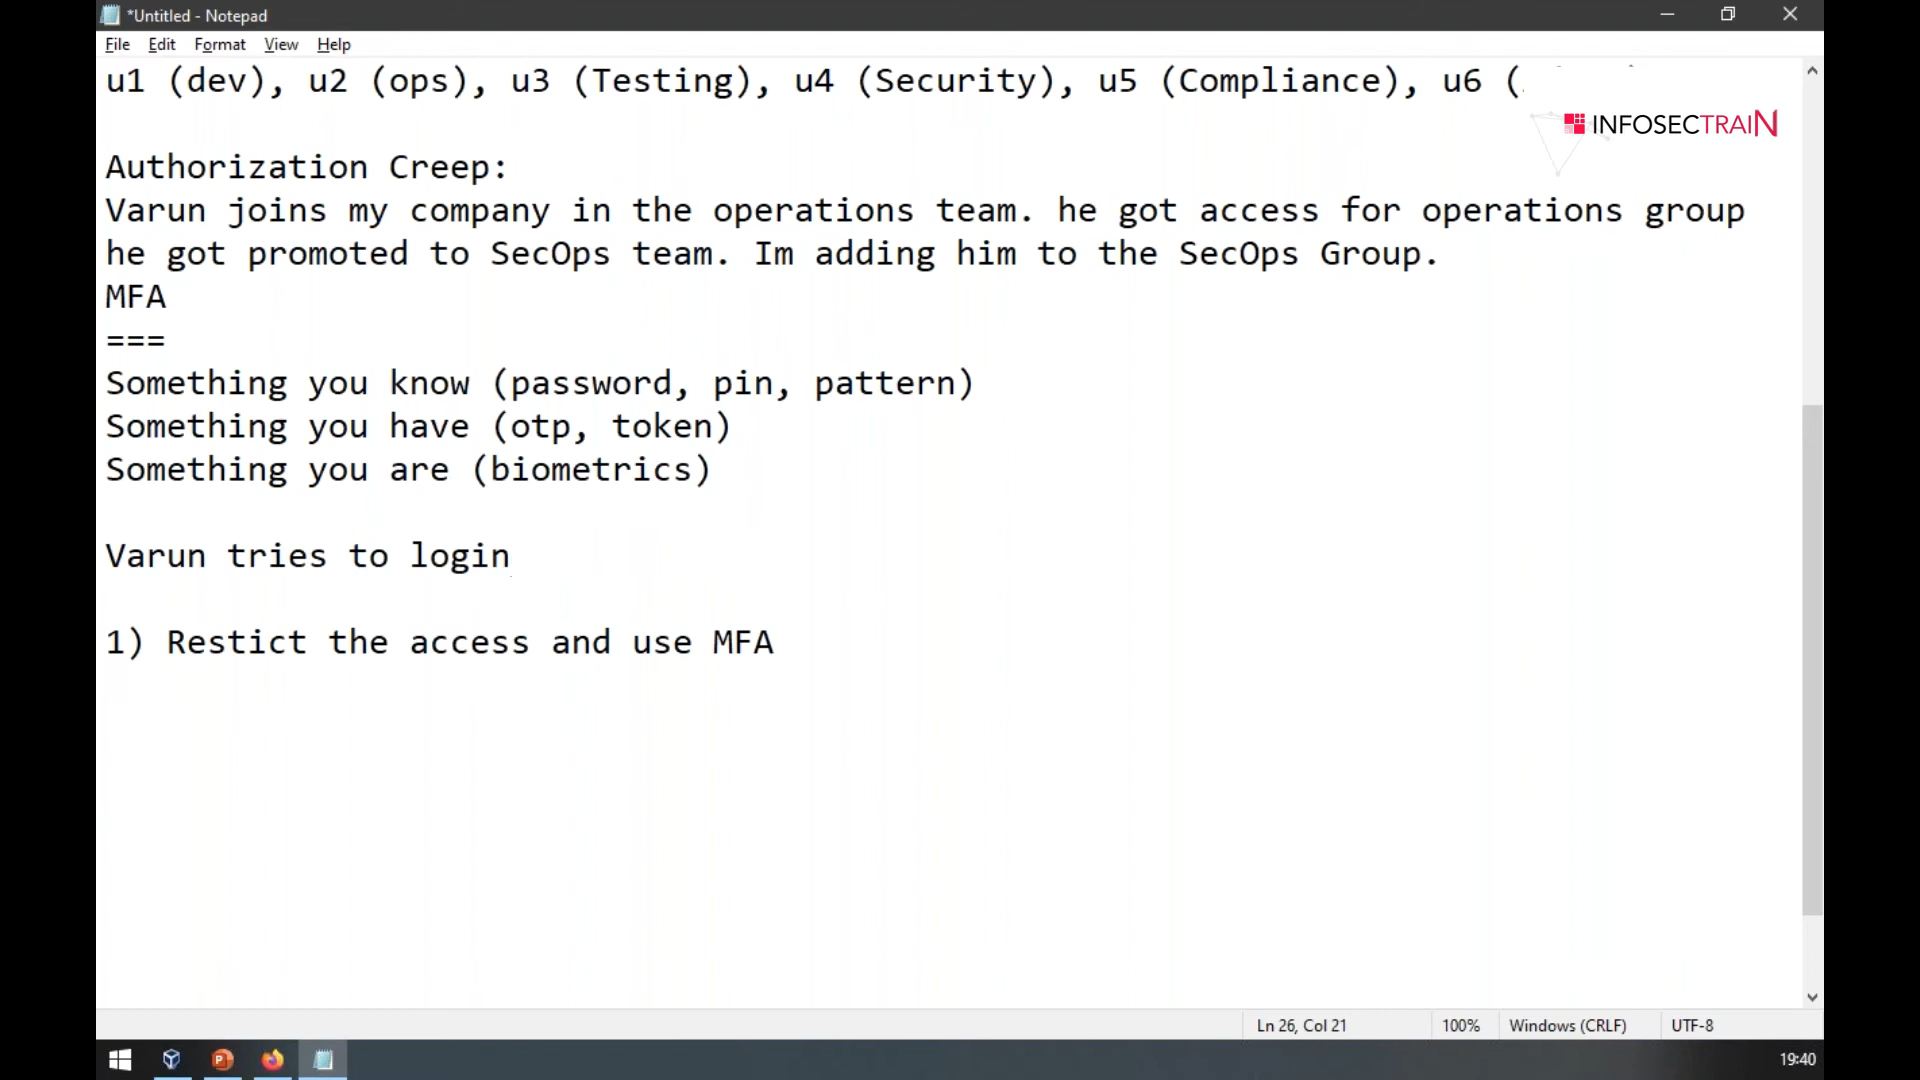 *Untitled - Notepad
File Edit Format View Help
u1 (dev), u2 (ops), u3 (Testing), u4 (Security), u5 (Compliance), u6 (
INFOSECTRAIN
Authorization Creep:
Varun joins my company in the operations team. he got access for operations group
he got promoted to SecOps team. Im adding him to the SecOps Group.
MFA
===
Something you know (password, pin, pattern)
Something you have (otp, token)
Something you are (biometrics)
Varun tries to login
1) Restict the access and use MFA
Ln 26, Col 21 100% Windows (CRLF) UTF-8
19:40